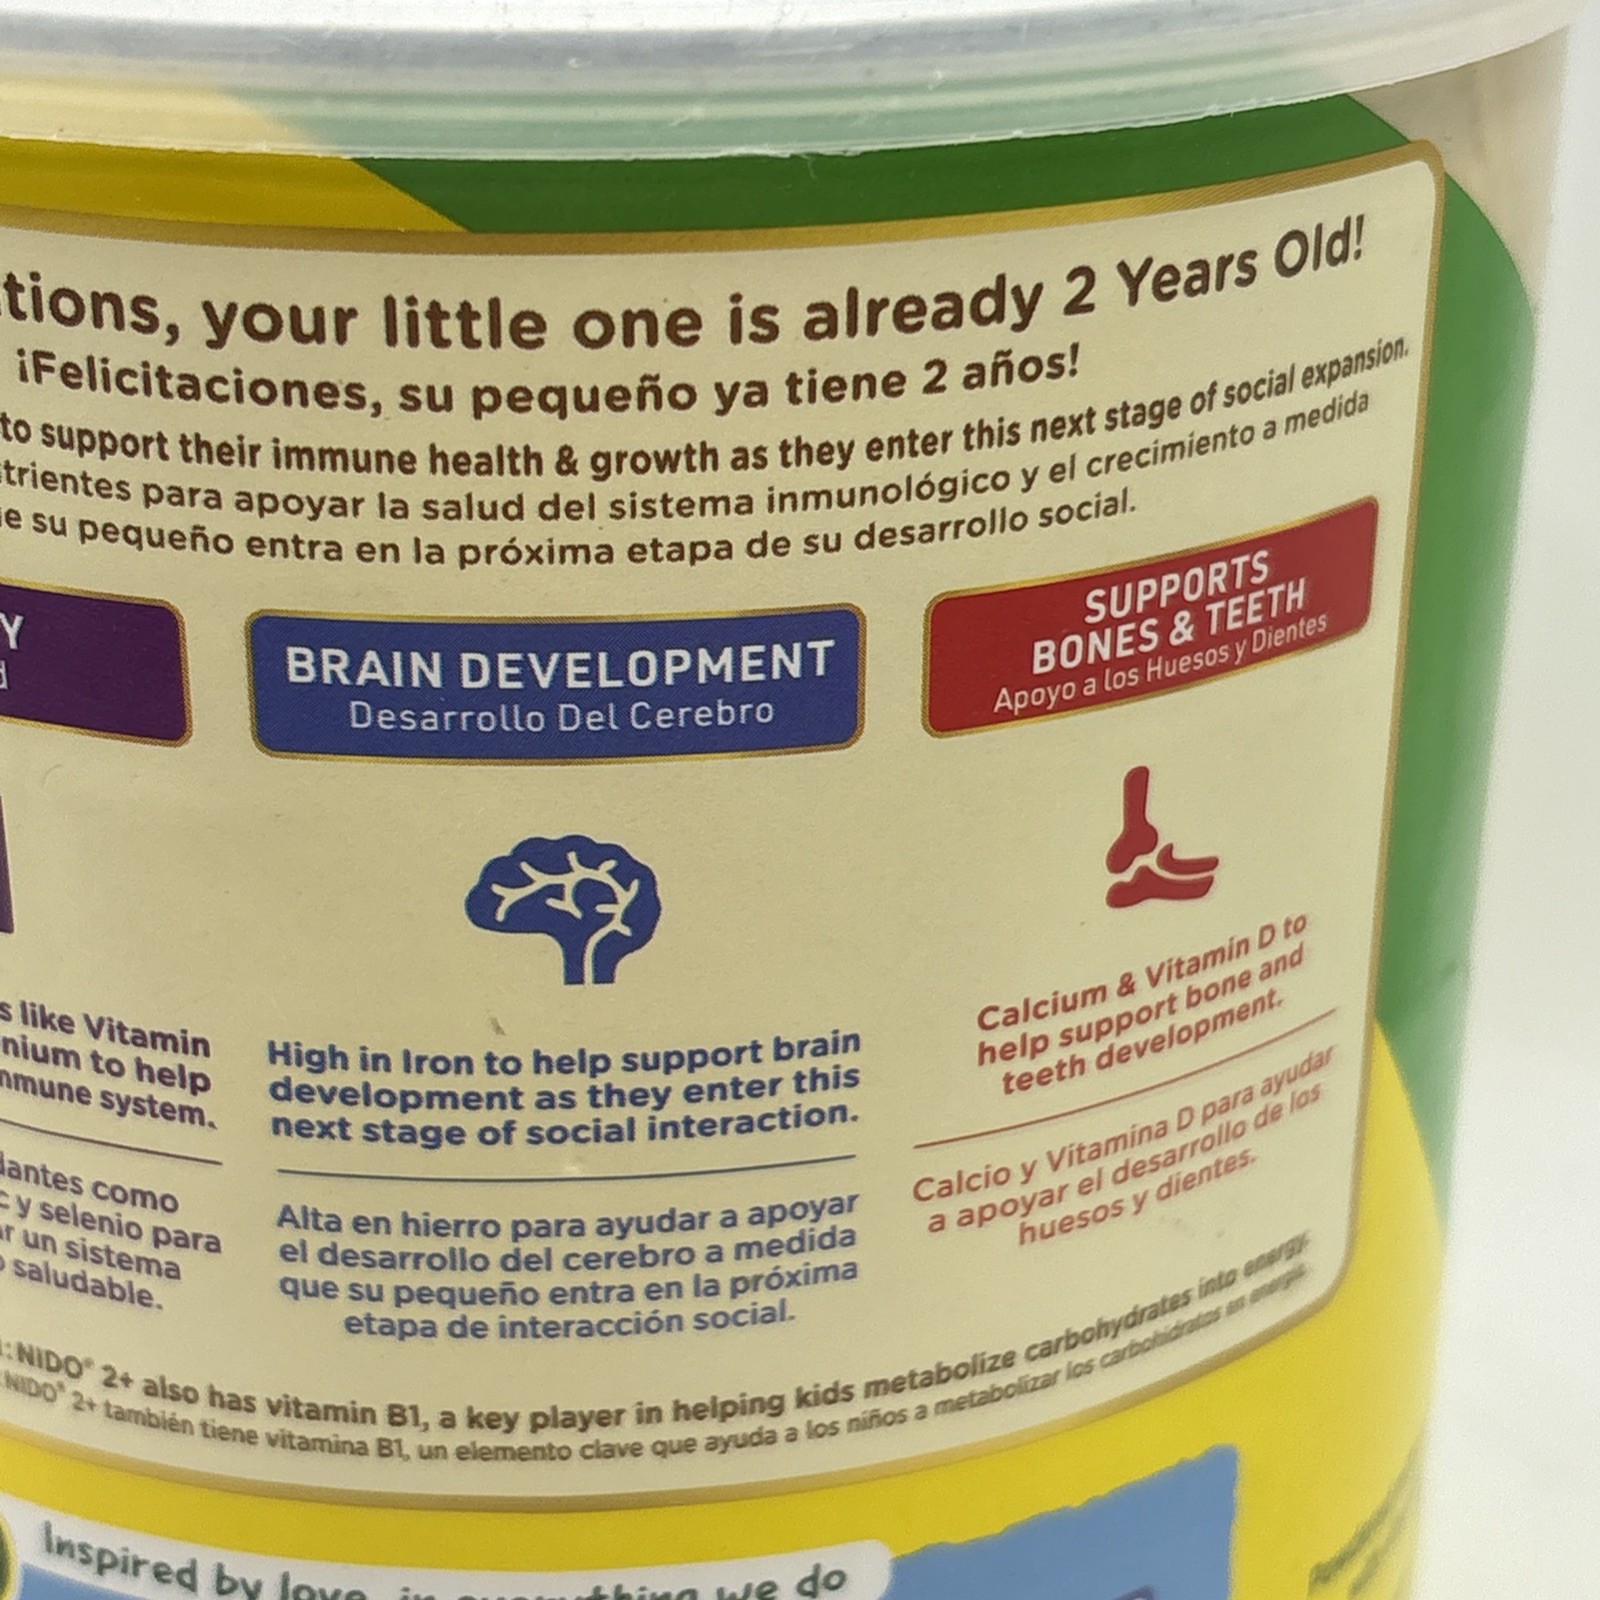 tions, your little one is already 2 Years Old!
¡Felicitaciones, su pequeño ya tiene 2 años!
to support their immune health & growth as they enter this next stage of social expansion.
trientes para apoyar la salud del sistema inmunológico y el crecimiento a medida
e su pequeño entra en la próxima etapa de su desarrollo social.
Y
d
BRAIN DEVELOPMENT
Desarrollo Del Cerebro
SUPPORTS
BONES & TEETH
Apoyo a los Huesos y Dientes
s like Vitamin
nium to help
mmune system.
dantes como
c y selenio para
ar un sistema
o saludable.
High in Iron to help support brain
development as they enter this
next stage of social interaction.
Alta en hierro para ayudar a apoyar
el desarrollo del cerebro a medida
que su pequeño entra en la próxima
etapa de interacción social.
Calcium & Vitamin D to
help support bone and
teeth development.
Calcio y Vitamina D para ayudar
a apoyar el desarrollo de los
huesos y dientes.
: NIDO® 2+ also has vitamin B1, a key player in helping kids metabolize carbohydrates into energy.
NIDO® 2+ también tiene vitamina B1, un elemento clave que ayuda a los niños a metabolizar los carbohidratos en energía.
Inspired by love, in everything we do